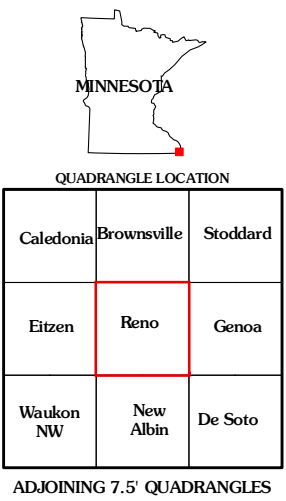 MINNESOTA
QUADRANGLE LOCATION
Caledonia Brownsville Stoddard
Eitzen Reno Genoa
Waukon New De Soto
NW Albin
ADJOINING 7.5' QUADRANGLES